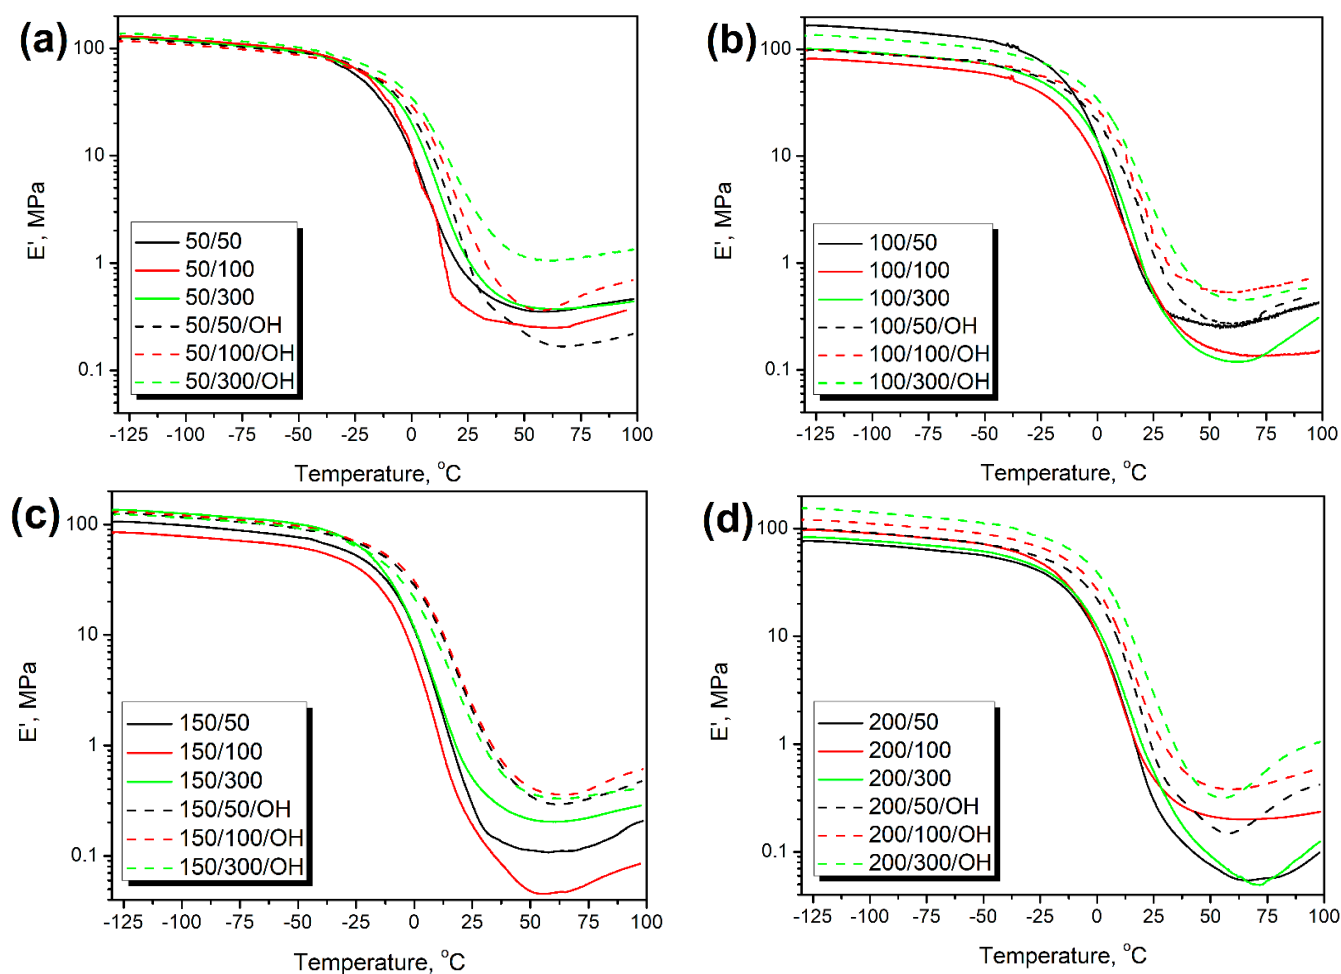 (a)
100
10
1
0.1
E', MPa
50/50
50/100
50/300
50/50/OH
50/100/OH
50/300/OH
-125 -100 -75 -50 -25 0 25 50 75 100
Temperature, °C
(b)
100
10
1
0.1
E', MPa
100/50
100/100
100/300
100/50/OH
100/100/OH
100/300/OH
-125 -100 -75 -50 -25 0 25 50 75 100
Temperature, °C
(c)
100
10
1
0.1
E', MPa
150/50
150/100
150/300
150/50/OH
150/100/OH
150/300/OH
-125 -100 -75 -50 -25 0 25 50 75 100
Temperature, °C
(d)
100
10
1
0.1
E', MPa
200/50
200/100
200/300
200/50/OH
200/100/OH
200/300/OH
-125 -100 -75 -50 -25 0 25 50 75 100
Temperature, °C